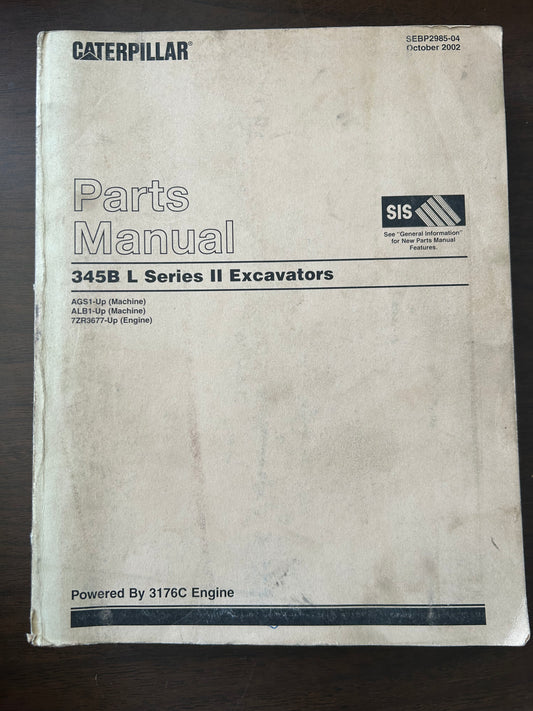 CATERPILLAR®
SEBP2985-04
October 2002
Parts
Manual
SIS
See "General Information"
for New Parts Manual
Features.
345B L Series II Excavators
AGS1-Up (Machine)
ALB1-Up (Machine)
7ZR3677-Up (Engine)
Powered By 3176C Engine